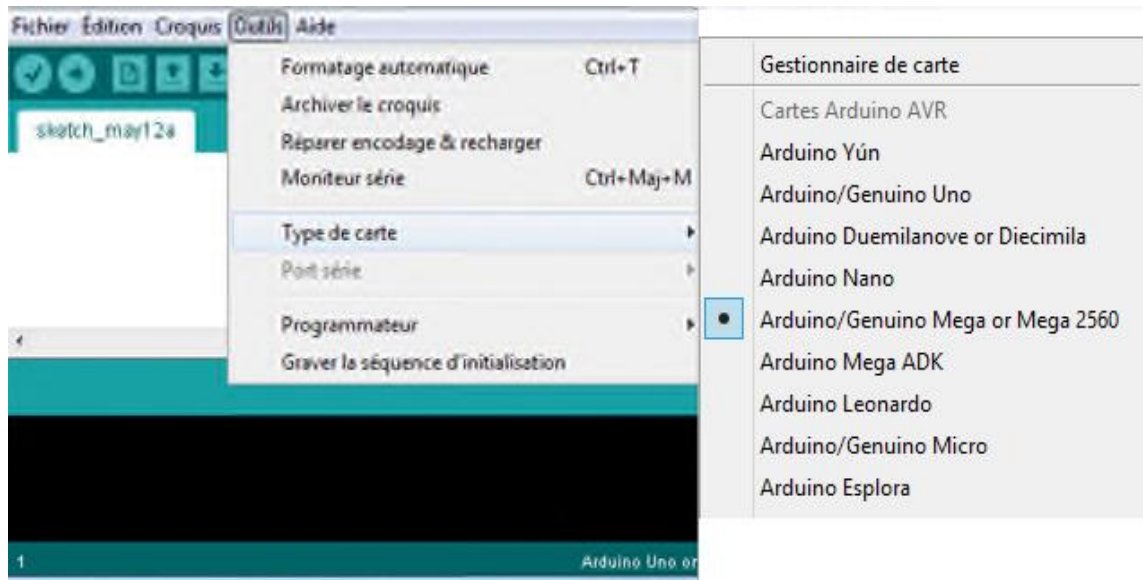 Fichier Édition Croquis Outils Aide
sketch_may12a
Formatage automatique Ctrl+T
Archiver le croquis
Réparer encodage & recharger
Moniteur série Ctrl+Maj+M
Type de carte
Port série
Programmateur
Graver la séquence d'initialisation
Gestionnaire de carte
Cartes Arduino AVR
Arduino Yún
Arduino/Genuino Uno
Arduino Duemilanove or Diecimila
Arduino Nano
Arduino/Genuino Mega or Mega 2560
Arduino Mega ADK
Arduino Leonardo
Arduino/Genuino Micro
Arduino Esplora
1 Arduino Uno or